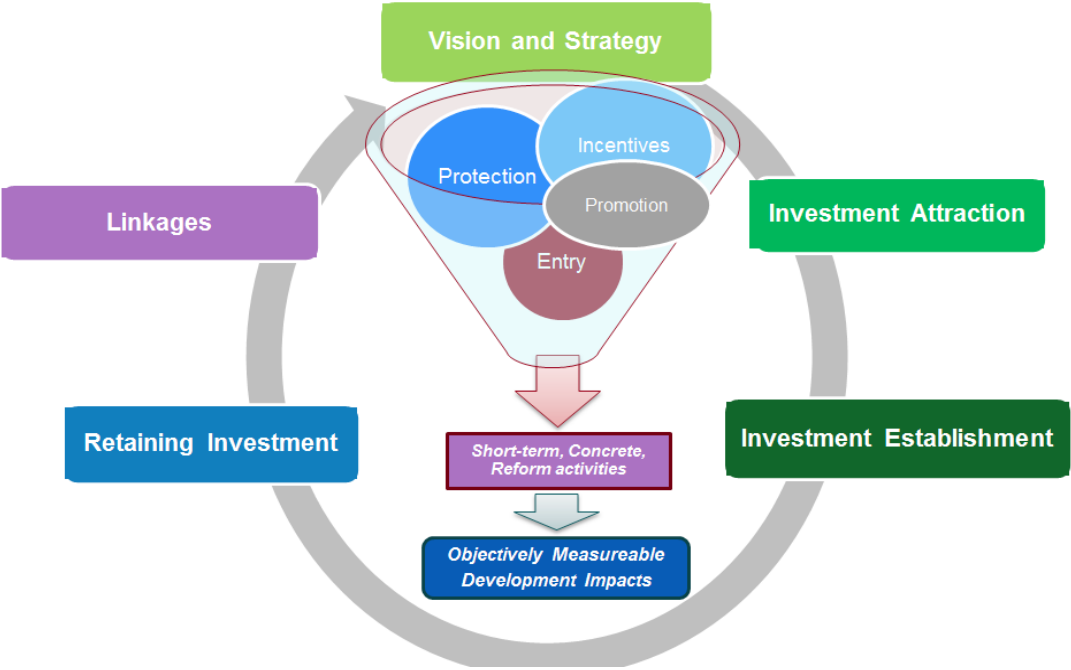 Vision and Strategy
Incentives
Protection
Promotion
Entry
Linkages
Investment Attraction
Retaining Investment
Investment Establishment
Short-term, Concrete,
Reform activities
Objectively Measureable
Development Impacts